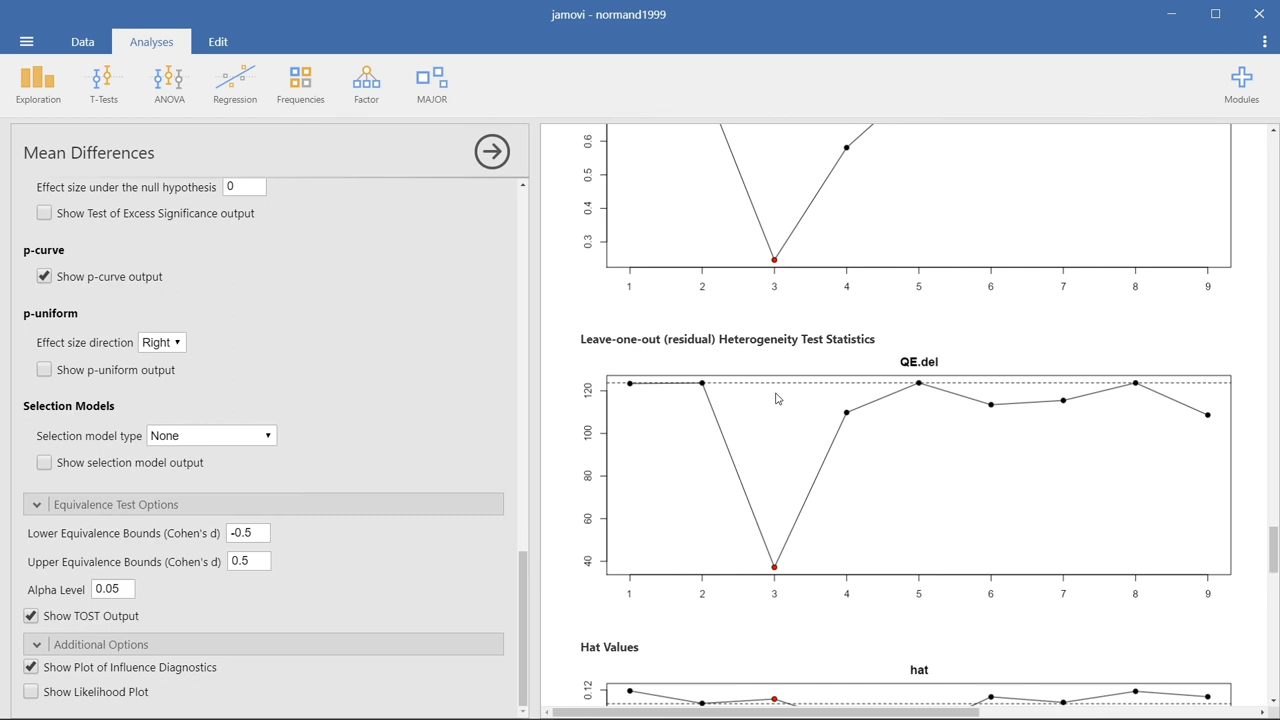 jamovi - normand1999
Data
Analyses
Edit
Exploration
T-Tests
ANOVA
Regression
Frequencies
Factor
MAJOR
Modules
Mean Differences
Effect size under the null hypothesis 0
Show Test of Excess Significance output
p-curve
Show p-curve output
p-uniform
Effect size direction Right
Show p-uniform output
Selection Models
Selection model type None
Show selection model output
Equivalence Test Options
Lower Equivalence Bounds (Cohen's d) -0.5
Upper Equivalence Bounds (Cohen's d) 0.5
Alpha Level 0.05
Show TOST Output
Additional Options
Show Plot of Influence Diagnostics
Show Likelihood Plot
0.6
0.5
0.4
0.3
1 2 3 4 5 6 7 8 9
Leave-one-out (residual) Heterogeneity Test Statistics
QE.del
120
100
80
60
40
1 2 3 4 5 6 7 8 9
Hat Values
hat
0.12